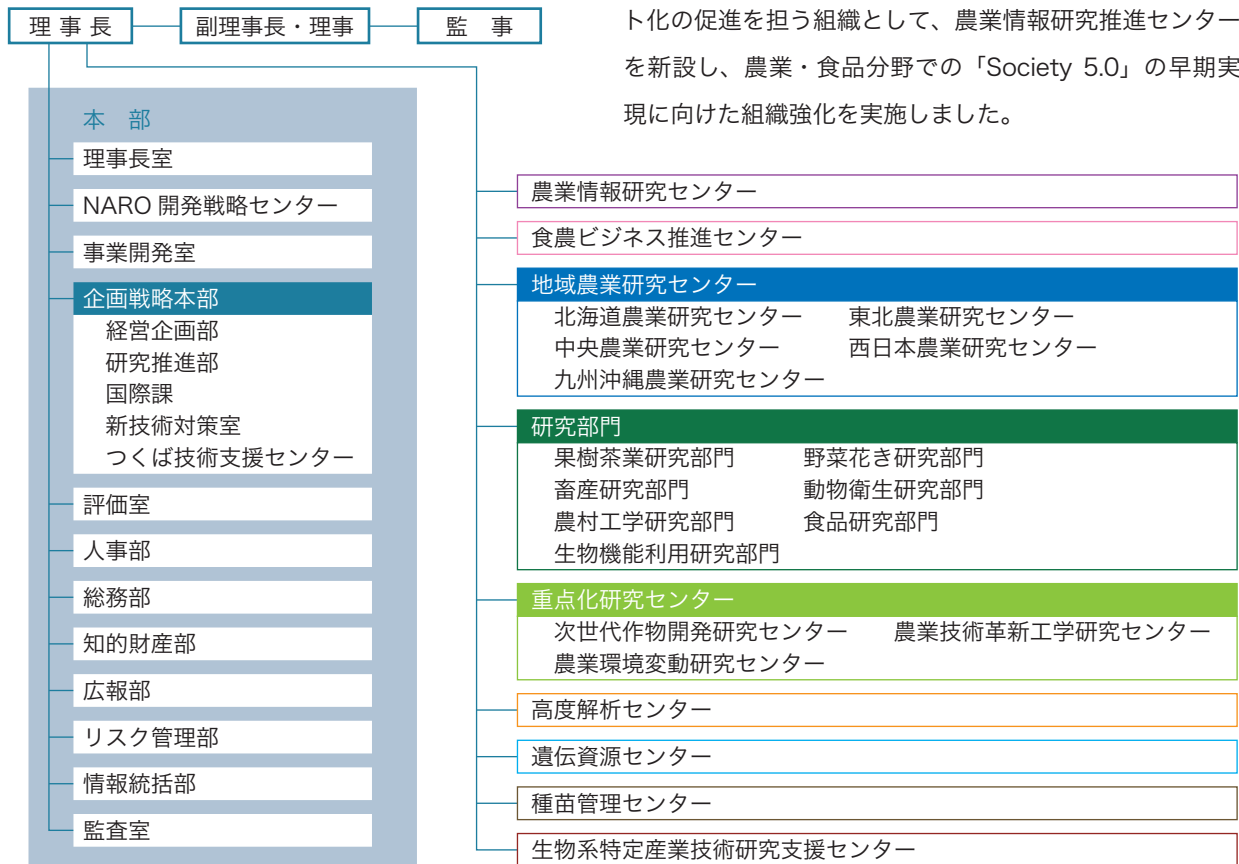 理事長 副理事長・理事 監 事
ト化の促進を担う組織として、農業情報研究推進センター
を新設し、農業・食品分野での「Society 5.0」の早期実
現に向けた組織強化を実施しました。
本 部
理事長室
NARO 開発戦略センター
事業開発室
企画戦略本部
経営企画部
研究推進部
国際課
新技術対策室
つくば技術支援センター
評価室
人事部
総務部
知的財産部
広報部
リスク管理部
情報統括部
監査室
農業情報研究センター
食農ビジネス推進センター
地域農業研究センター
北海道農業研究センター 東北農業研究センター
中央農業研究センター 西日本農業研究センター
九州沖縄農業研究センター
研究部門
果樹茶業研究部門 野菜花き研究部門
畜産研究部門 動物衛生研究部門
農村工学研究部門 食品研究部門
生物機能利用研究部門
重点化研究センター
次世代作物開発研究センター 農業技術革新工学研究センター
農業環境変動研究センター
高度解析センター
遺伝資源センター
種苗管理センター
生物系特定産業技術研究支援センター